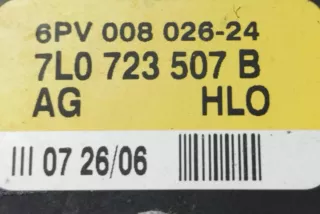 6PV 008 026-24
7L0 723 507 B
AG HLO
III 07 26/06